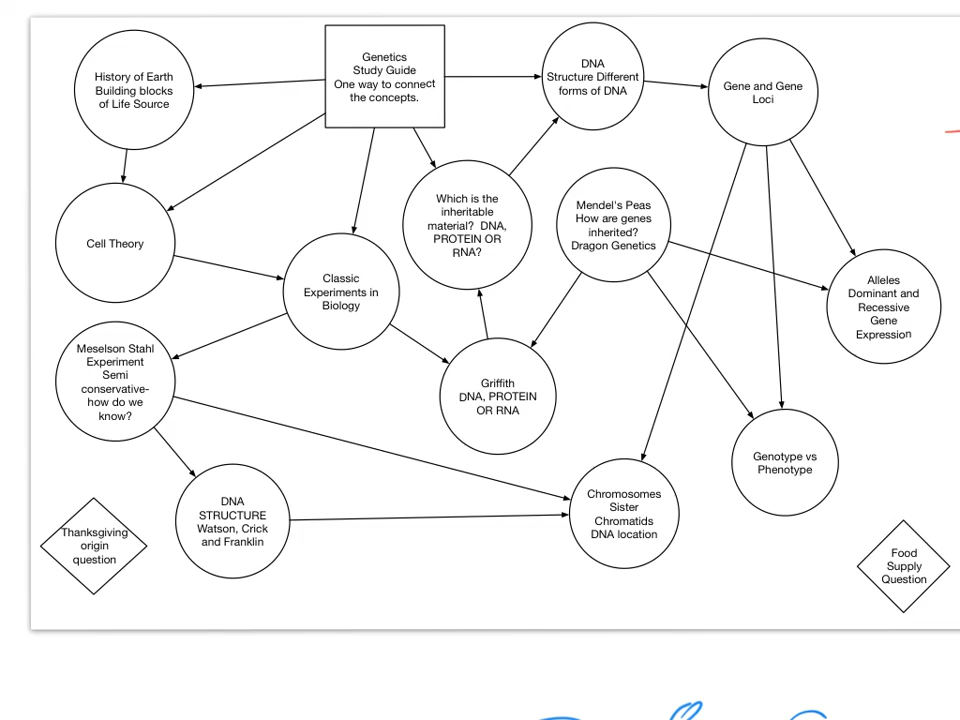 History of Earth
Building blocks
of Life Source
Genetics
Study Guide
One way to connect
the concepts.
DNA
Structure Different
forms of DNA
Gene and Gene
Loci
Cell Theory
Classic
Experiments in
Biology
Which is the
inheritable
material? DNA,
PROTEIN OR
RNA?
Mendel's Peas
How are genes
inherited?
Dragon Genetics
Alleles
Dominant and
Recessive
Gene
Expression
Meselson Stahl
Experiment
Semi
conservative-
how do we
know?
Griffith
DNA, PROTEIN
OR RNA
Genotype vs
Phenotype
DNA
STRUCTURE
Watson, Crick
and Franklin
Chromosomes
Sister
Chromatids
DNA location
Thanksgiving
origin
question
Food
Supply
Question